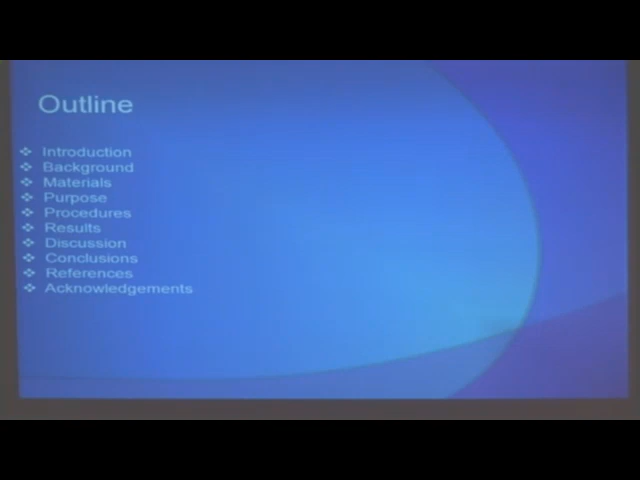 Outline
❖ Introduction
❖ Background
❖ Materials
❖ Purpose
❖ Procedures
❖ Results
❖ Discussion
❖ Conclusions
❖ References
❖ Acknowledgements